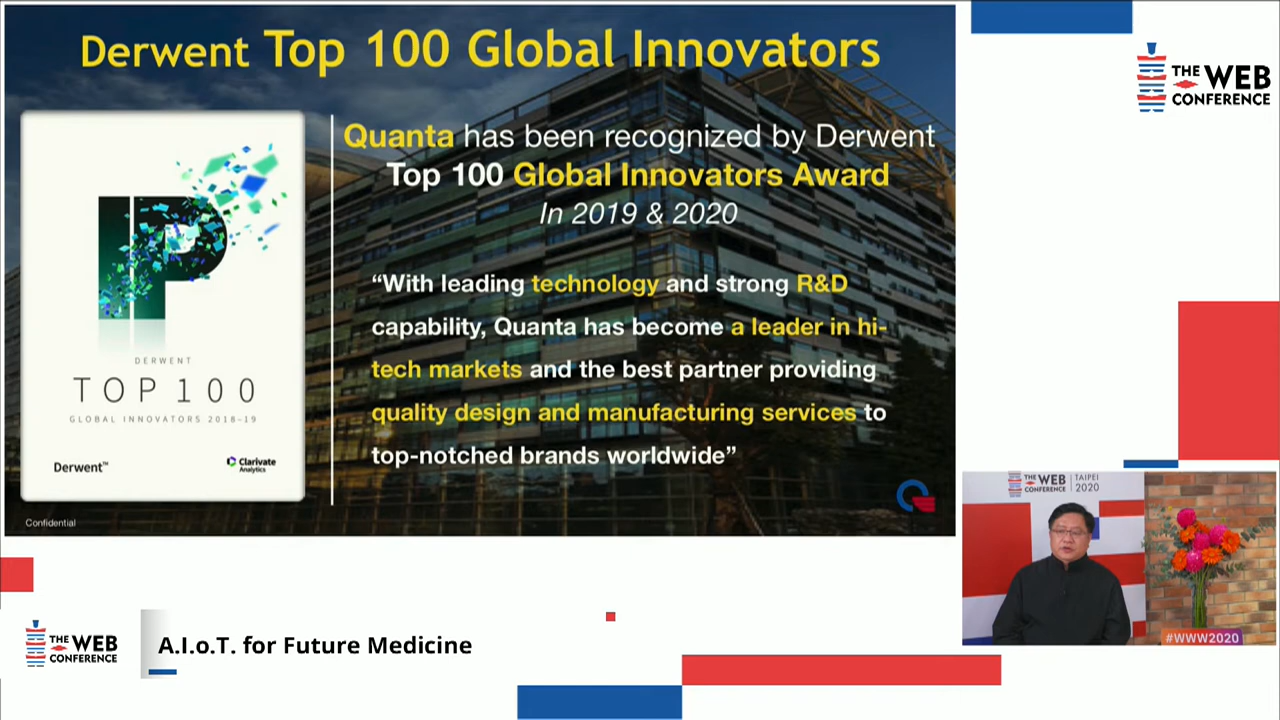 Derwent Top 100 Global Innovators
THE WEB
CONFERENCE
Quanta has been recognized by Derwent
Top 100 Global Innovators Award
In 2019 & 2020
IP
DERWENT
TOP 100
GLOBAL INNOVATORS 2018-19
Derwent™
Clarivate
Analytics
“With leading technology and strong R&D
capability, Quanta has become a leader in hi-
tech markets and the best partner providing
quality design and manufacturing services to
top-notched brands worldwide”
Confidential
THE WEB
CONFERENCE
TAIPEI
2020
#WWW2020
THE WEB
CONFERENCE
A.I.o.T. for Future Medicine